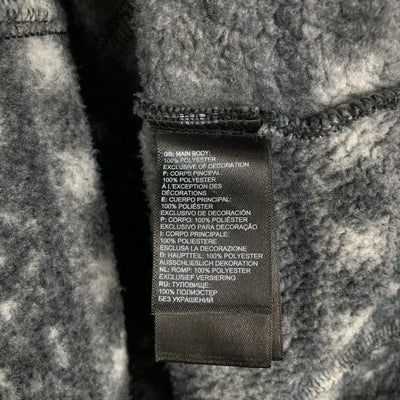 GB: MAIN BODY:
100% POLYESTER
EXCLUSIVE OF DECORATION
F: CORPS PINCIPAL:
100% POLYESTER
À L'EXCEPTION DES
DÉCORATIONS
E: CUERPO PRINCIPAL:
100% POLIÉSTER
EXCLUSIVO DE DECORACIÓN
P: CORPO: 100% POLIÉSTER
EXCLUSIVO PARA DECORAÇÃO
I: CORPO PRINCIPALE:
100% POLIESTERE
ESCLUSA LA DECORAZIONE
D: HAUPTTEIL: 100% POLYESTER
AUSSCHLIEßLICH DEKORATION
NL: ROMP: 100% POLYESTER
EXCLUSIEF VERSIERING
RU: ТУЛОВИЩЕ:
100% ПОЛИЭСТЕР
БЕЗ УКРАШЕНИЙ